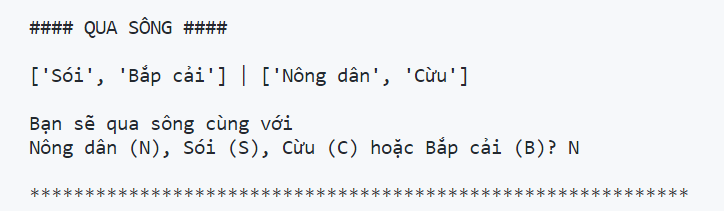 #### QUA SÔNG ####
['Sói', 'Bắp cải'] | ['Nông dân', 'Cừu']
Bạn sẽ qua sông cùng với
Nông dân (N), Sói (S), Cừu (C) hoặc Bắp cải (B)? N
************************************************************